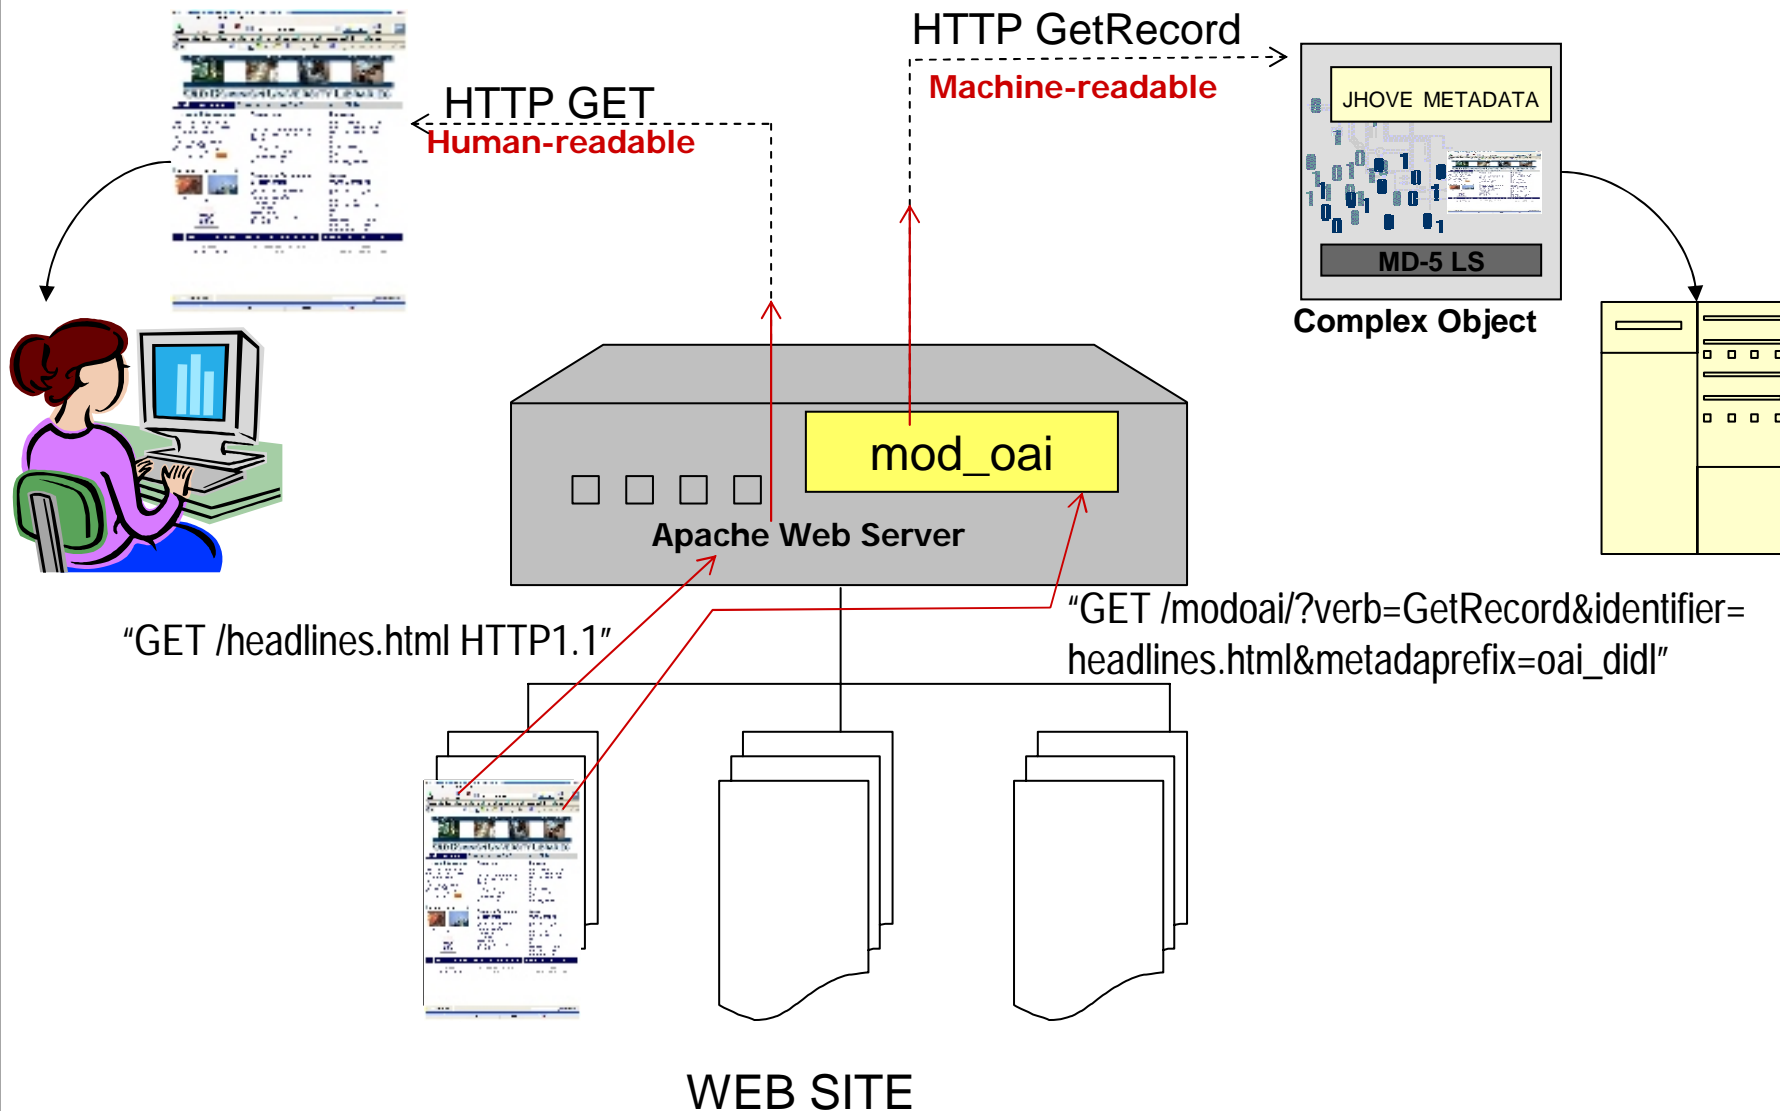 HTTP GetRecord
Machine-readable
HTTP GET
Human-readable
JHOVE METADATA
MD-5 LS
Complex Object
mod_oai
Apache Web Server
“GET /headlines.html HTTP1.1”
“GET /modoai/?verb=GetRecord&identifier=
headlines.html&metadaprefix=oai_didl”
WEB SITE